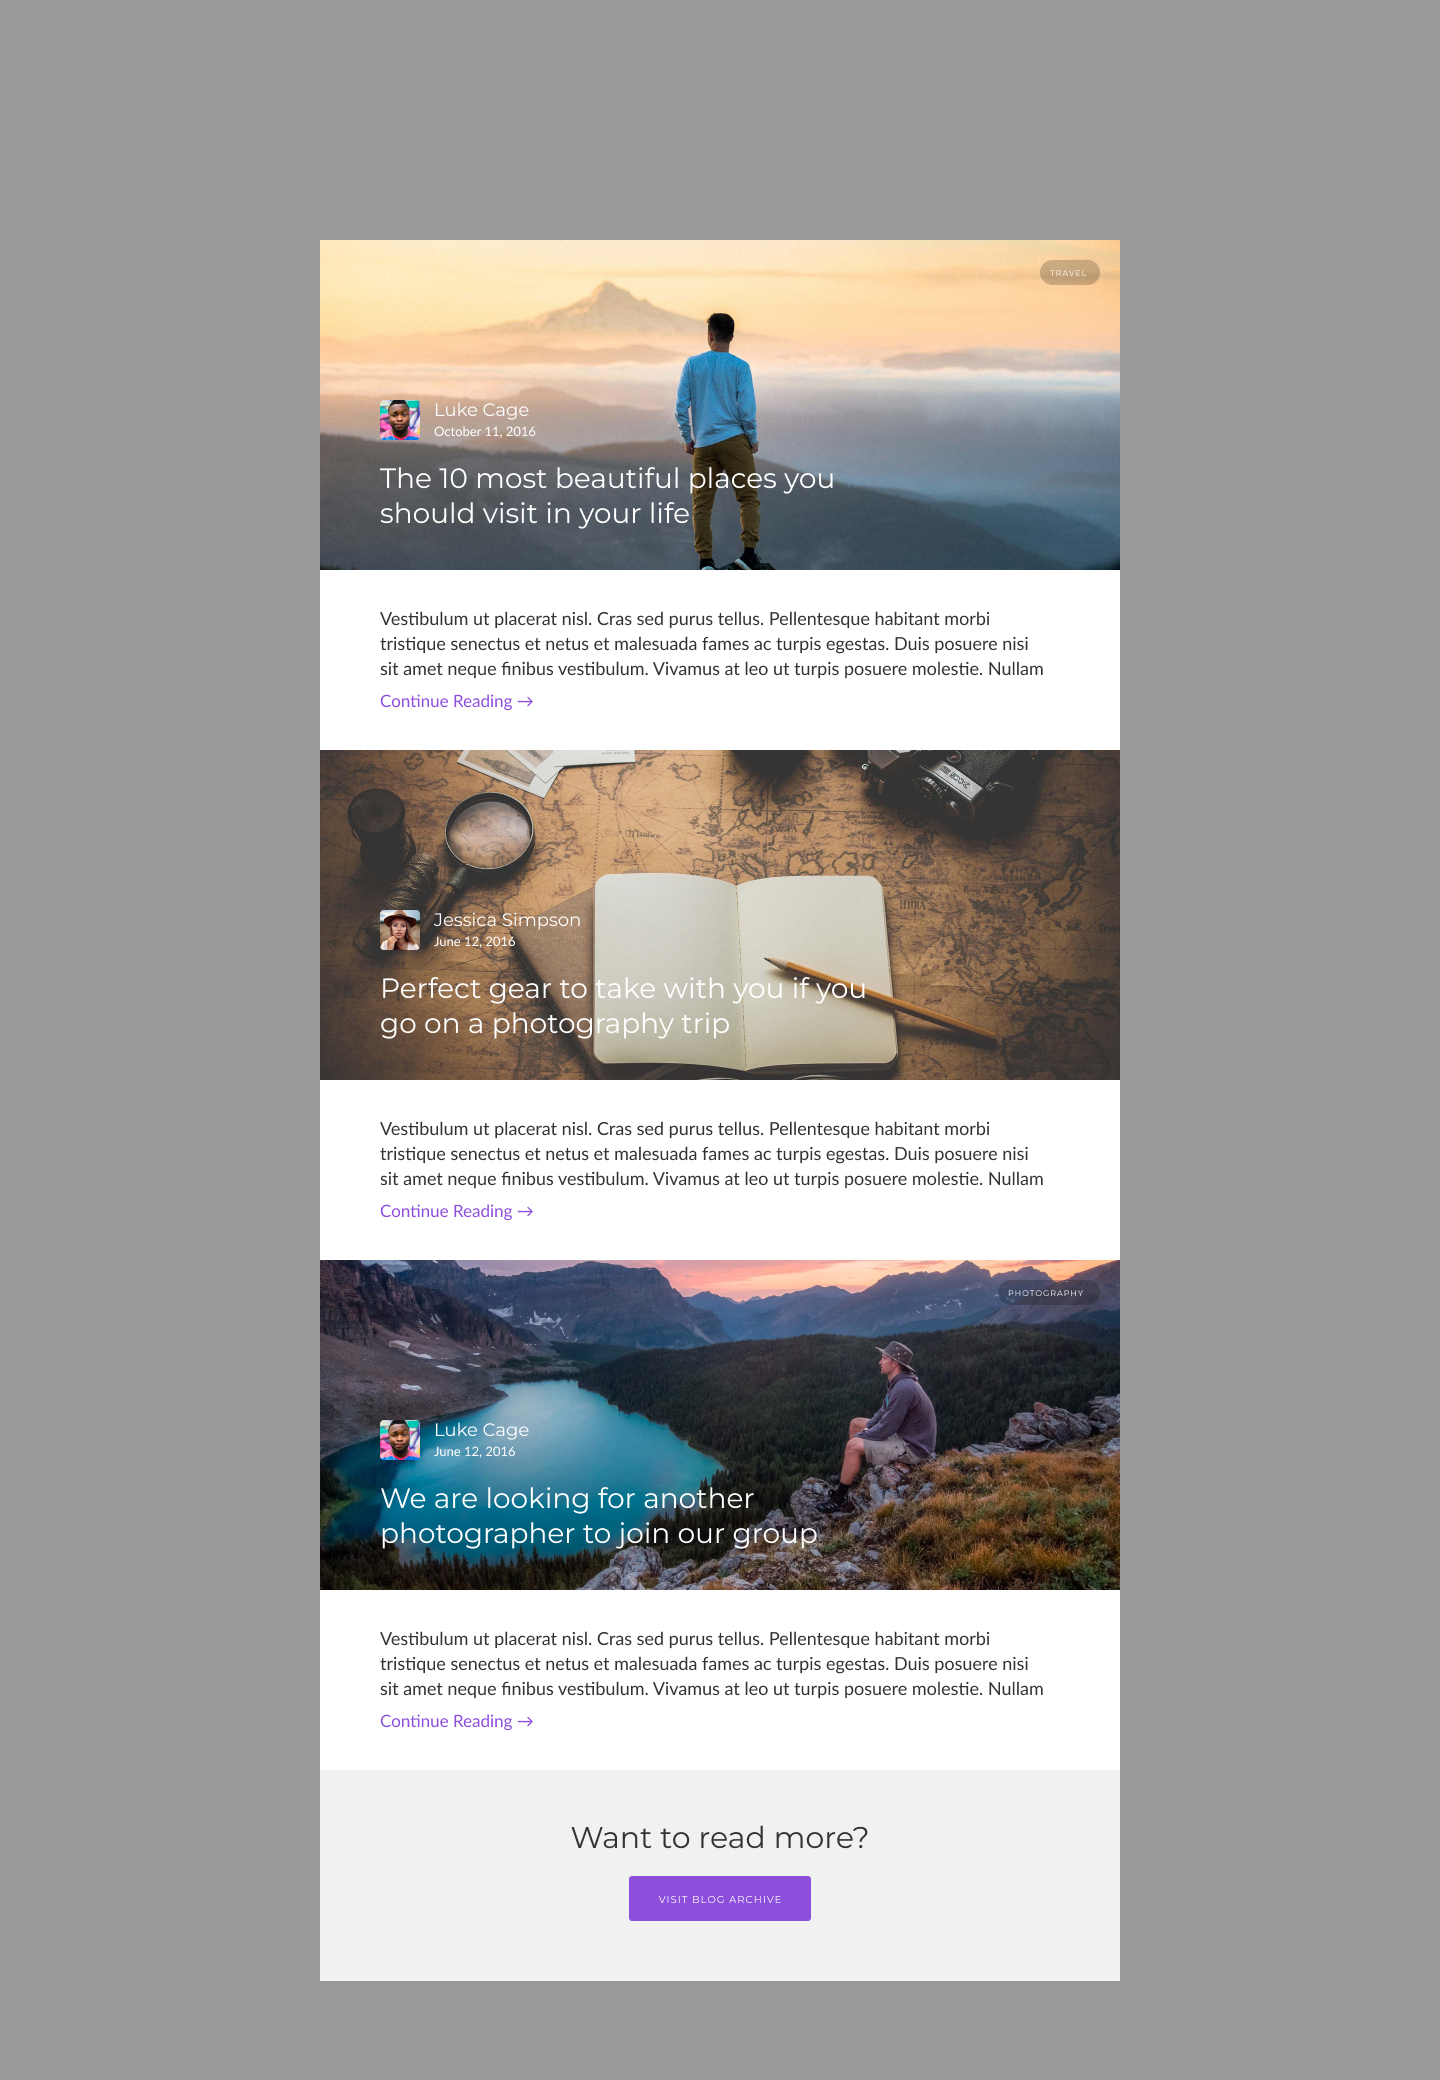 TRAVEL
Luke Cage
October 11, 2016
The 10 most beautiful places you
should visit in your life
Vestibulum ut placerat nisl. Cras sed purus tellus. Pellentesque habitant morbi
tristique senectus et netus et malesuada fames ac turpis egestas. Duis posuere nisi
sit amet neque finibus vestibulum. Vivamus at leo ut turpis posuere molestie. Nullam
Continue Reading →
Jessica Simpson
June 12, 2016
Perfect gear to take with you if you
go on a photography trip
Vestibulum ut placerat nisl. Cras sed purus tellus. Pellentesque habitant morbi
tristique senectus et netus et malesuada fames ac turpis egestas. Duis posuere nisi
sit amet neque finibus vestibulum. Vivamus at leo ut turpis posuere molestie. Nullam
Continue Reading →
PHOTOGRAPHY
Luke Cage
June 12, 2016
We are looking for another
photographer to join our group
Vestibulum ut placerat nisl. Cras sed purus tellus. Pellentesque habitant morbi
tristique senectus et netus et malesuada fames ac turpis egestas. Duis posuere nisi
sit amet neque finibus vestibulum. Vivamus at leo ut turpis posuere molestie. Nullam
Continue Reading →
Want to read more?
VISIT BLOG ARCHIVE